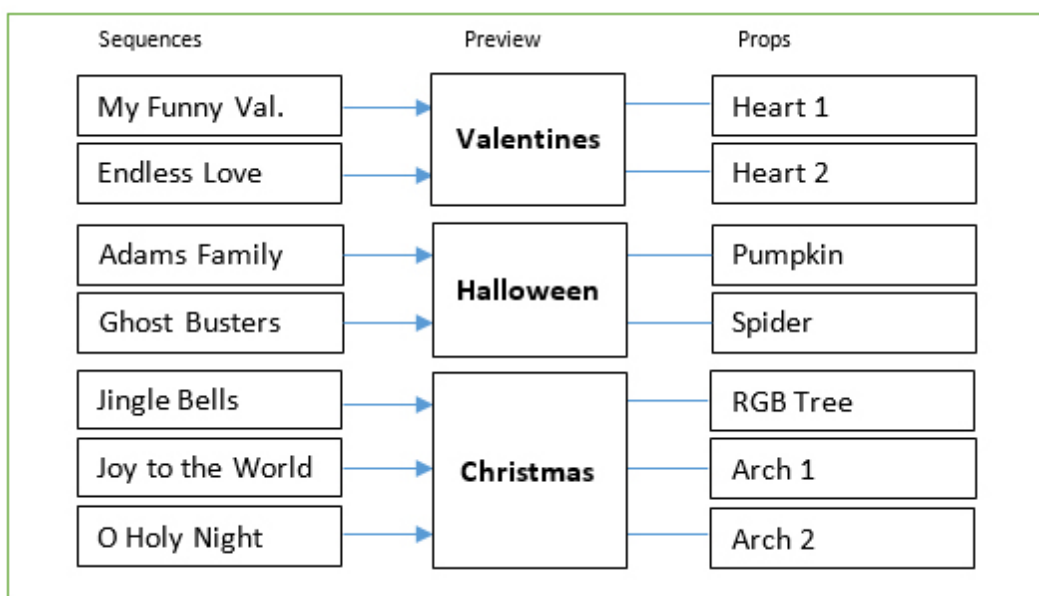 Sequences Preview Props
My Funny Val. Valentines Heart 1
Endless Love Heart 2
Adams Family Halloween Pumpkin
Ghost Busters Spider
Jingle Bells RGB Tree
Joy to the World Christmas Arch 1
O Holy Night Arch 2